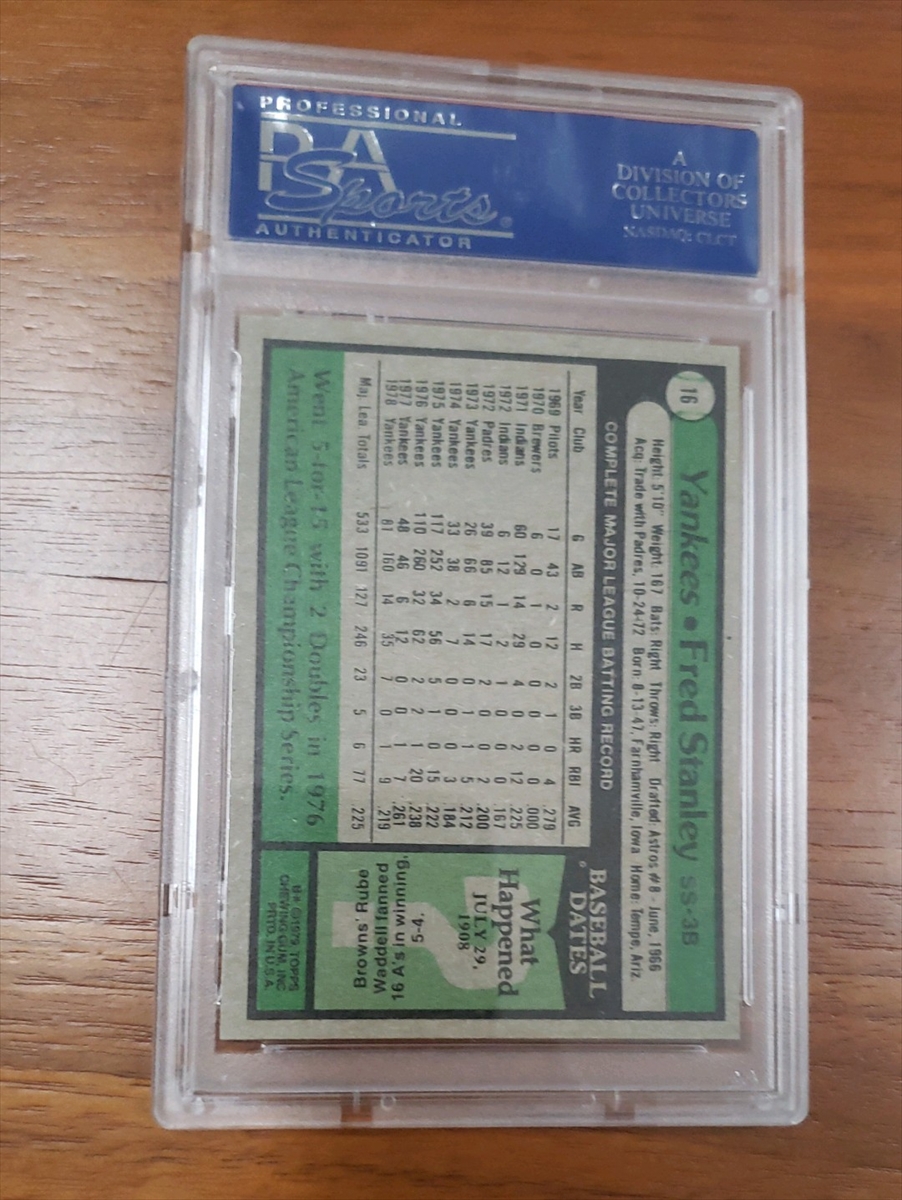 PROFESSIONAL
PSA
Sports®
AUTHENTICATOR
A
DIVISION OF
COLLECTORS
UNIVERSE
NASDAQ: CLCT
16
Yankees • Fred Stanley SS-3B
Height: 5'10" Weight: 167 Bats: Right Throws: Right Drafted: Astros #8 - June, 1966
Acq: Trade with Padres, 10-24-72 Born: 8-13-47, Farnhamville, Iowa Home: Tempe, Ariz.
COMPLETE MAJOR LEAGUE BATTING RECORD
Year Club G AB R H 2B 3B HR RBI AVG
1969 Pilots 17 43 2 12 2 1 0 4 .279
1970 Brewers 6 0 1 0 0 0 0 0 .000
1971 Indians 60 129 14 29 4 0 2 12 .225
1972 Indians 6 12 1 2 1 0 0 0 .167
1972 Padres 39 85 15 17 2 0 0 2 .200
1973 Yankees 26 66 6 14 0 1 1 5 .212
1974 Yankees 33 38 2 7 0 0 0 3 .184
1975 Yankees 117 252 34 56 5 1 0 15 .222
1976 Yankees 110 260 32 62 2 2 1 20 .238
1977 Yankees 48 46 6 12 0 0 1 7 .261
1978 Yankees 81 160 14 35 7 0 1 9 .219
Maj. Lea. Totals 533 1091 127 246 23 5 6 77 .225
Went 5-for-15 with 2 Doubles in 1976
American League Championship Series.
BASEBALL
DATES
What
Happened
JULY 29,
1908
Browns' Rube
Waddell fanned
16 A's in winning,
5-4.
B* ©1979 TOPPS
CHEWING GUM, INC.
PRTD. IN U.S.A.